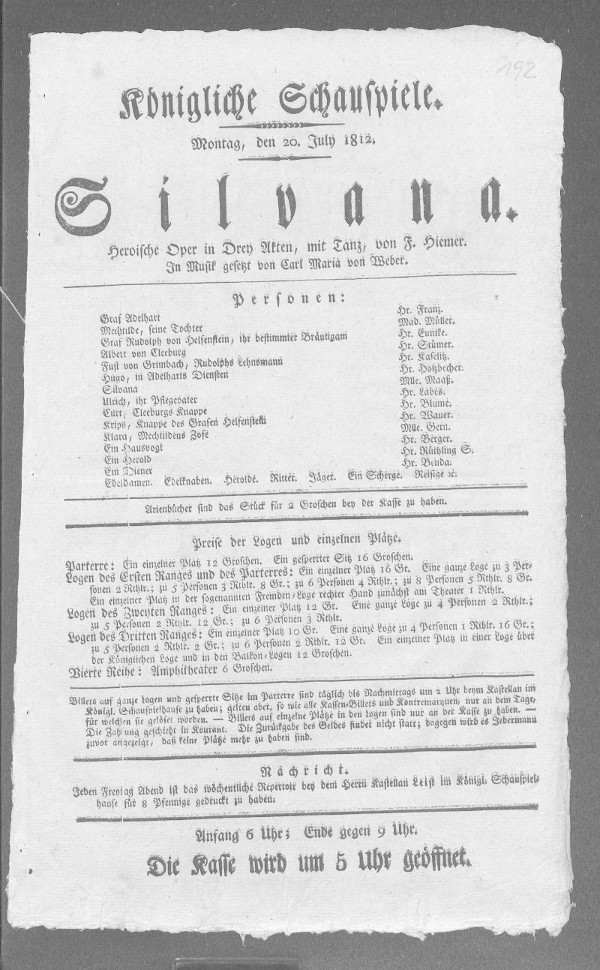 192
Königliche Schauspiele.
Montag, den 20. July 1812.
Silvana.
Heroische Oper in Drey Akten, mit Tanz, von F. Hiemer.
In Musik gesetzt von Carl Maria von Weber.
Personen:
Graf Adelhart Hr. Franz.
Mechtilde, seine Tochter Mad. Müller.
Graf Rudolph von Helfenstein, ihr bestimmter Bräutigam Hr. Eunike.
Albert von Cleeburg Hr. Stümer.
Fust von Grimbach, Rudolphs Lehnsmann Hr. Kaselitz.
Hugo, in Adelharts Diensten Hr. Holzbecher.
Silvana Mlle. Maaß.
Ulrich, ihr Pflegevater Hr. Labes.
Curt, Cleeburgs Knappe Hr. Blume.
Krips, Knappe des Grafen Helfenstein Hr. Wauer.
Klara, Mechtildens Zofe Mlle. Gern.
Ein Hausvogt Hr. Berger.
Ein Herold Hr. Rüthling S.
Ein Diener Hr. Benda.
Edeldamen. Edelknaben. Herolde. Ritter. Jäger. Ein Scherge. Reisige ꝛc.
Arienbücher sind das Stück für 2 Groschen bey der Kasse zu haben.
Preise der Logen und einzelnen Plätze.
Parterre: Ein einzelner Platz 12 Groschen. Ein gesperrter Sitz 16 Groschen.
Logen des Ersten Ranges und des Parterres: Ein einzelner Platz 16 Gr. Eine ganze Loge zu 3 Per-
sonen 2 Rthlr.; zu 5 Personen 3 Rthlr. 8 Gr.; zu 6 Personen 4 Rthlr.; zu 8 Personen 5 Rthlr. 8 Gr.
Ein einzelner Platz in der sogenannten Fremden-Loge rechter Hand zunächst am Theater 1 Rthlr.
Logen des Zweyten Ranges: Ein einzelner Platz 12 Gr. Eine ganze Loge zu 4 Personen 2 Rthlr.;
zu 5 Personen 2 Rthlr. 12 Gr.; zu 6 Personen 3 Rthlr.
Logen des Dritten Ranges: Ein einzelner Platz 10 Gr. Eine ganze Loge zu 4 Personen 1 Rthlr. 16 Gr.;
zu 5 Personen 2 Rthlr. 2 Gr.; zu 6 Personen 2 Rthlr. 12 Gr. Ein einzelner Platz in einer Loge über
der Königlichen Loge und in den Balkon-Logen 12 Groschen.
Vierte Reihe: Amphitheater 6 Groschen.
Billets auf ganze Logen und gesperrte Sitze im Parterre sind täglich bis Nachmittags um 2 Uhr beym Kastellan im
Königl. Schauspielhause zu haben; gelten aber, so wie alle Kassen-Billets und Kontremarquen, nur an dem Tage,
für welchen sie gelöset worden. — Billets auf einzelne Plätze in den Logen sind nur an der Kasse zu haben. —
Die Zahlung geschieht in Kourant. Die Zurückgabe des Geldes findet nicht statt; dagegen wird es Jedermann
zuvor angezeigt, daß keine Plätze mehr zu haben sind.
Nachricht.
Jeden Freytag Abend ist das wöchentliche Repertoir bey dem Herrn Kastellan Leist im Königl. Schauspiel-
hause für 8 Pfennige gedruckt zu haben.
Anfang 6 Uhr; Ende gegen 9 Uhr.
Die Kasse wird um 5 Uhr geöffnet.